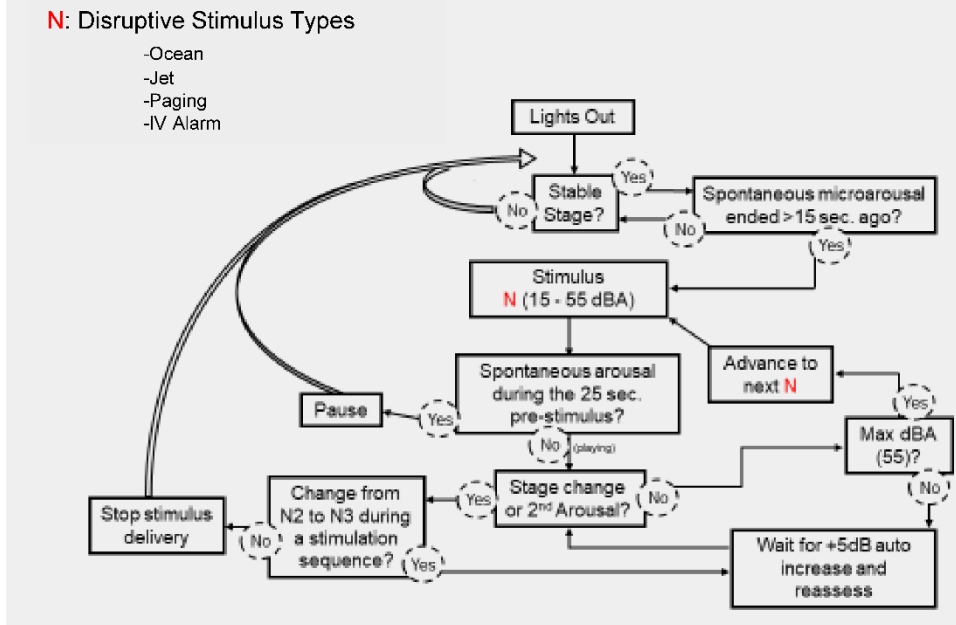 N: Disruptive Stimulus Types
-Ocean
-Jet
-Paging
-IV Alarm
Lights Out
Stable
Stage?
Yes
No
Spontaneous microarousal
ended >15 sec. ago?
No
Yes
Stimulus
N (15 - 55 dBA)
Spontaneous arousal
during the 25 sec.
pre-stimulus?
Yes
Pause
No (playing)
Advance to
next N
Yes
Max dBA
(55)?
No
Stage change
or 2nd Arousal?
Yes
No
Change from
N2 to N3 during
a stimulation
sequence?
No
Yes
Stop stimulus
delivery
Wait for +5dB auto
increase and
reassess